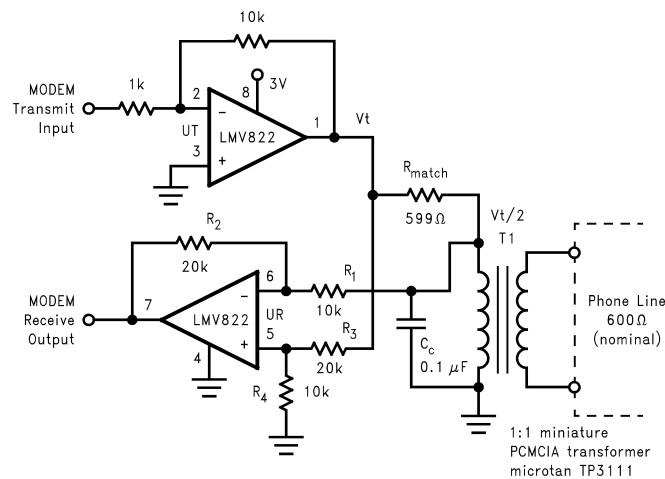 10k
MODEM
Transmit
Input
1k
2
8
3V
−
UT
LMV822
1
Vt
3
+
Rmatch
599Ω
Vt/2
T1
R2
20k
6
R1
MODEM
Receive
Output
7
−
LMV822
UR
10k
Phone Line
600Ω
(nominal)
4
+
5
R3
20k
Cc
0.1 μF
R4
10k
1:1 miniature
PCMCIA transformer
microtan TP3111